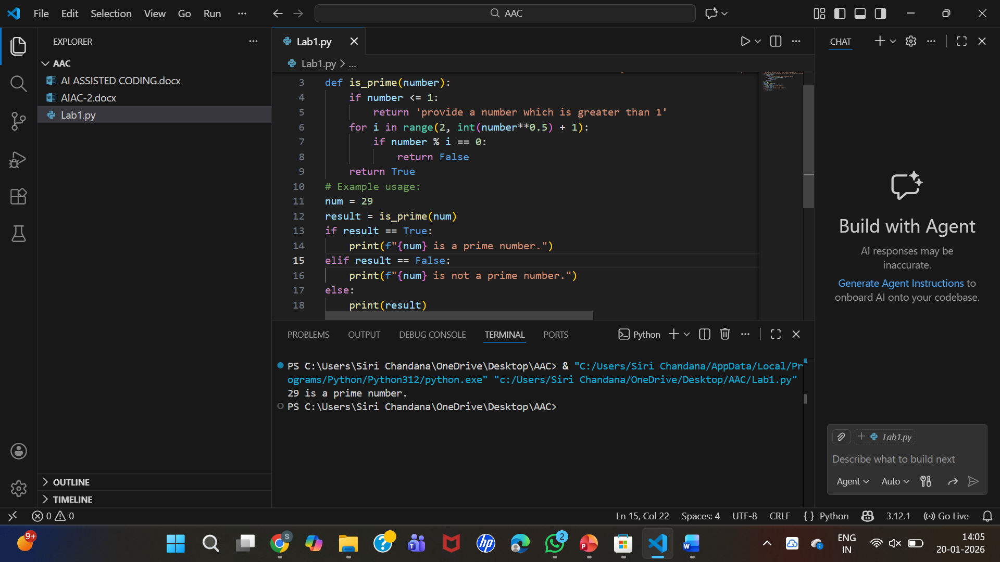 File Edit Selection View Go Run ···
AAC
EXPLORER
AAC
AI ASSISTED CODING.docx
AIAC-2.docx
Lab1.py
OUTLINE
TIMELINE
Lab1.py
Lab1.py > ...
3 def is_prime(number):
4 if number <= 1:
5 return 'provide a number which is greater than 1'
6 for i in range(2, int(number**0.5) + 1):
7 if number % i == 0:
8 return False
9 return True
10 # Example usage:
11 num = 29
12 result = is_prime(num)
13 if result == True:
14 print(f"{num} is a prime number.")
15 elif result == False:
16 print(f"{num} is not a prime number.")
17 else:
18 print(result)
PROBLEMS OUTPUT DEBUG CONSOLE TERMINAL PORTS
Python
PS C:\Users\Siri Chandana\OneDrive\Desktop\AAC> & "C:/Users/Siri Chandana/AppData/Local/Pr
ograms/Python/Python312/python.exe" "c:/Users/Siri Chandana/OneDrive/Desktop/AAC/Lab1.py"
29 is a prime number.
PS C:\Users\Siri Chandana\OneDrive\Desktop\AAC>
CHAT
Build with Agent
AI responses may be
inaccurate.
Generate Agent Instructions to
onboard AI onto your codebase.
Lab1.py
Describe what to build next
Agent Auto
0 0
Ln 15, Col 22 Spaces: 4 UTF-8 CRLF {} Python 3.12.1 Go Live
9+
S
T
hp
2
P
W
ENG
IN
14:05
20-01-2026